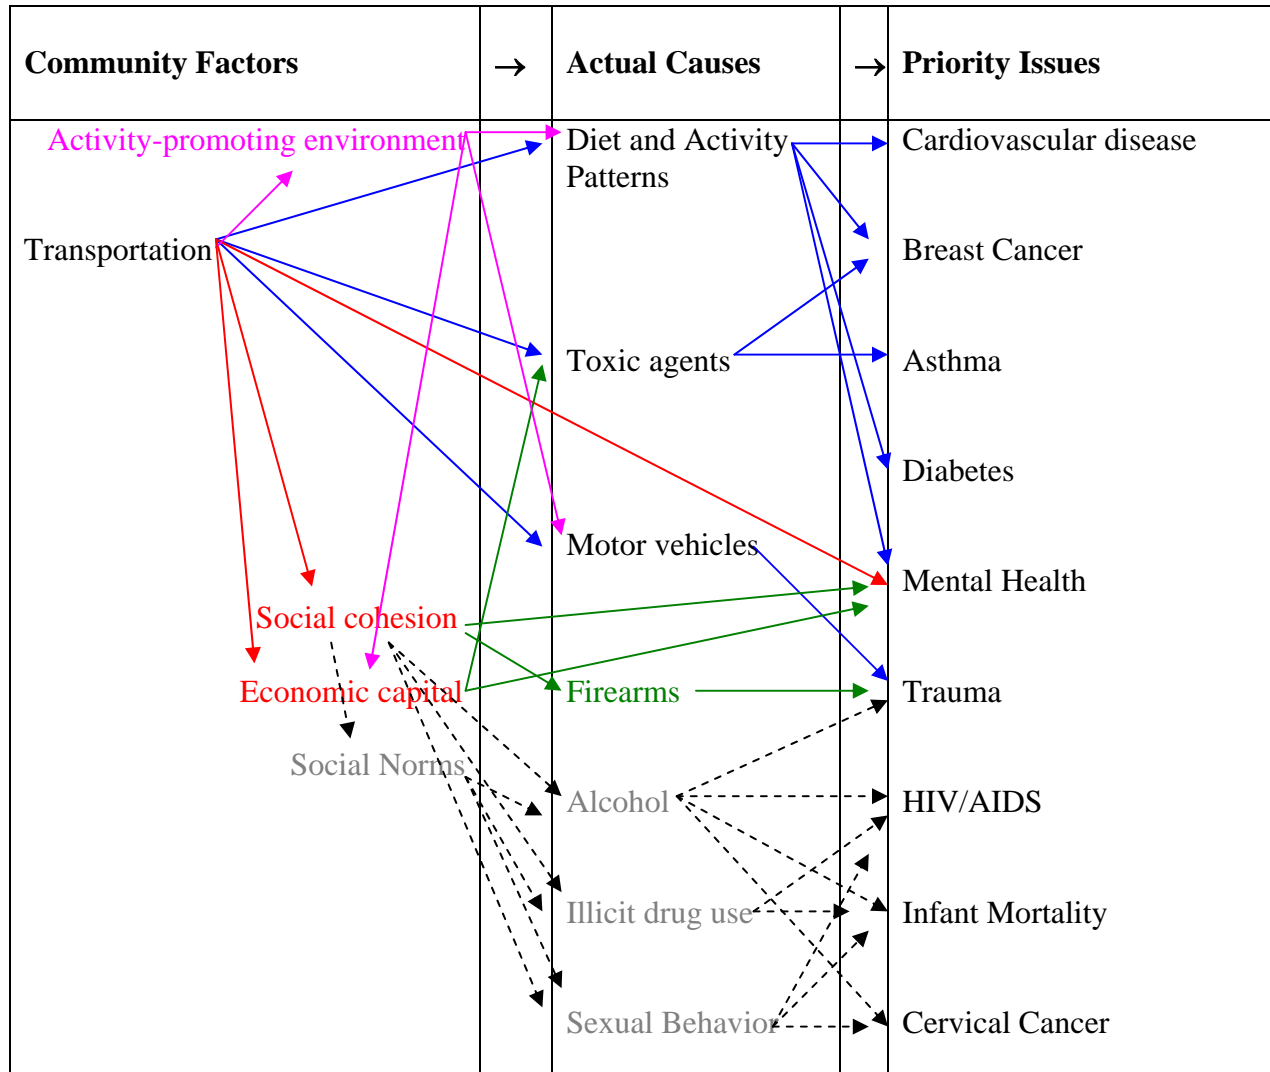 Community Factors → Actual Causes → Priority Issues
Activity-promoting environment
Diet and Activity
Patterns
Cardiovascular disease
Transportation
Breast Cancer
Toxic agents
Asthma
Diabetes
Motor vehicles
Mental Health
Social cohesion
Economic capital
Firearms
Trauma
Social Norms
Alcohol
HIV/AIDS
Illicit drug use
Infant Mortality
Sexual Behavior
Cervical Cancer